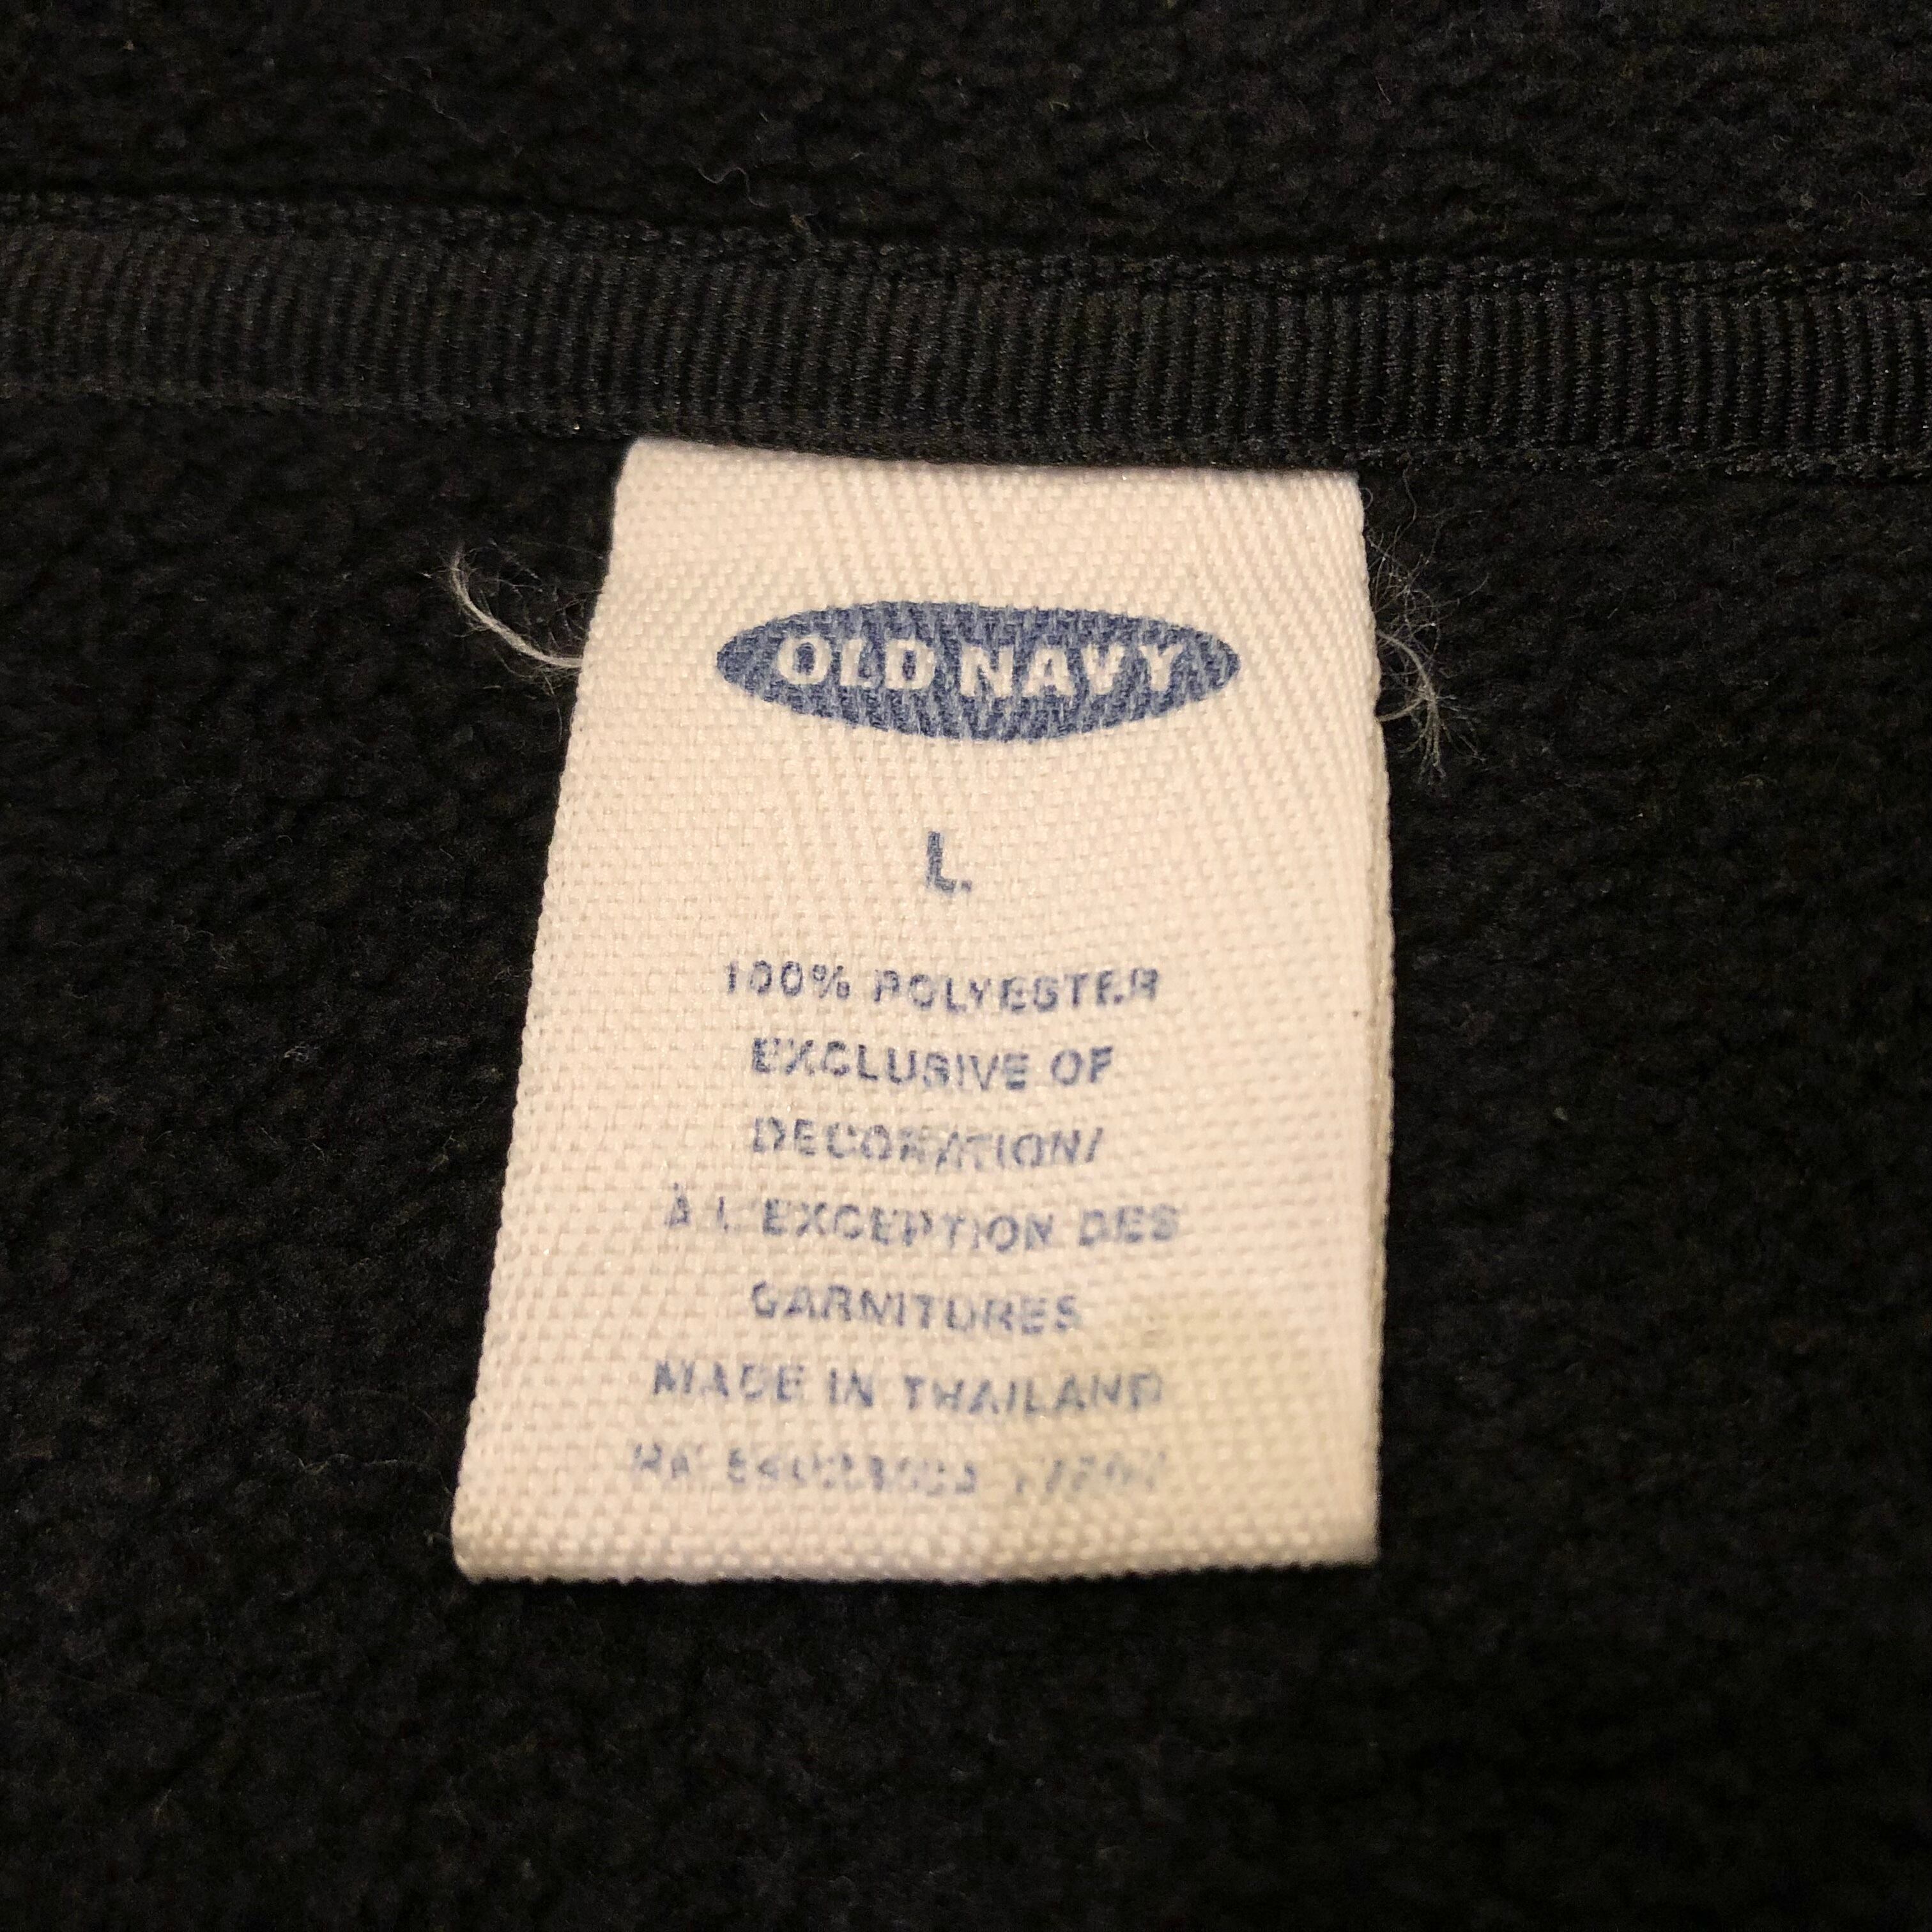 OLD NAVY
L
100% POLYESTER
EXCLUSIVE OF
DECORATION/
À L'EXCEPTION DES
GARNITURES
MADE IN THAILAND